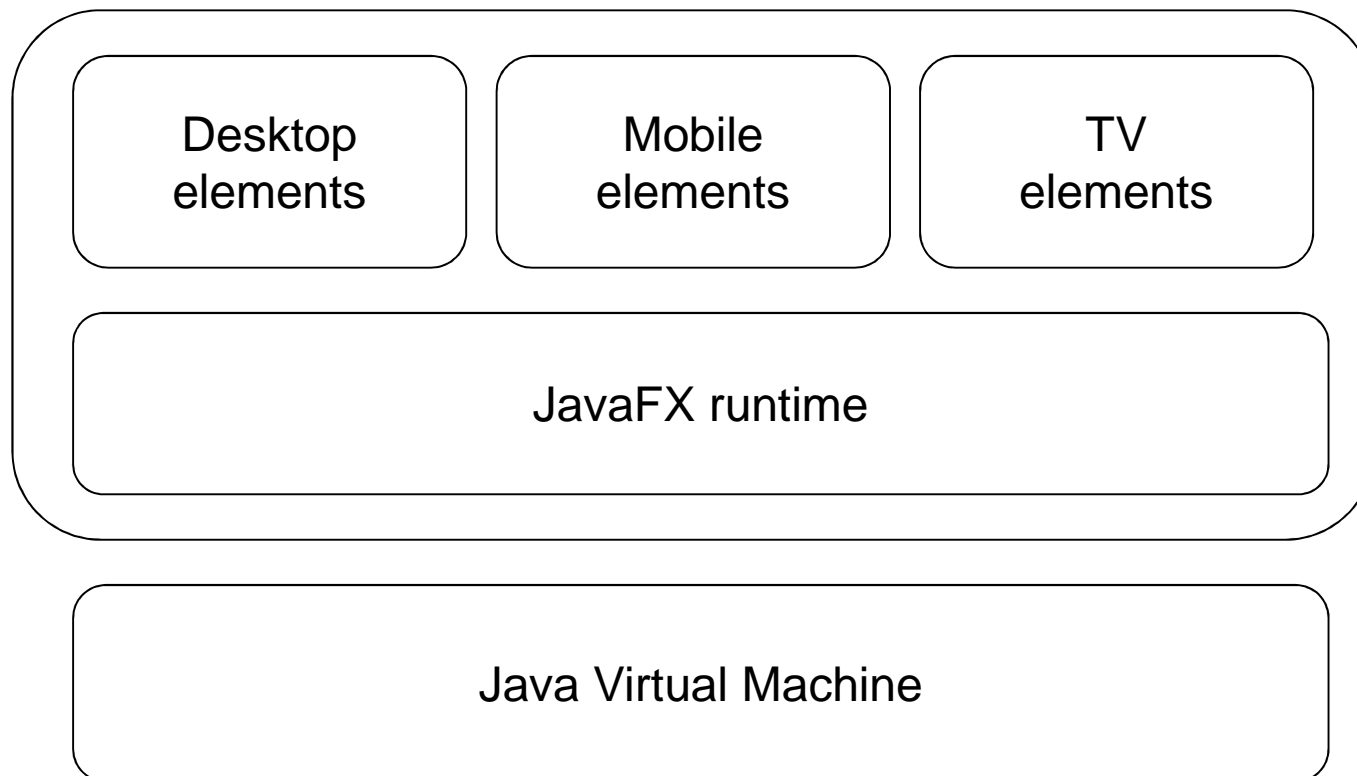 Desktop
elements
Mobile
elements
TV
elements
JavaFX runtime
Java Virtual Machine